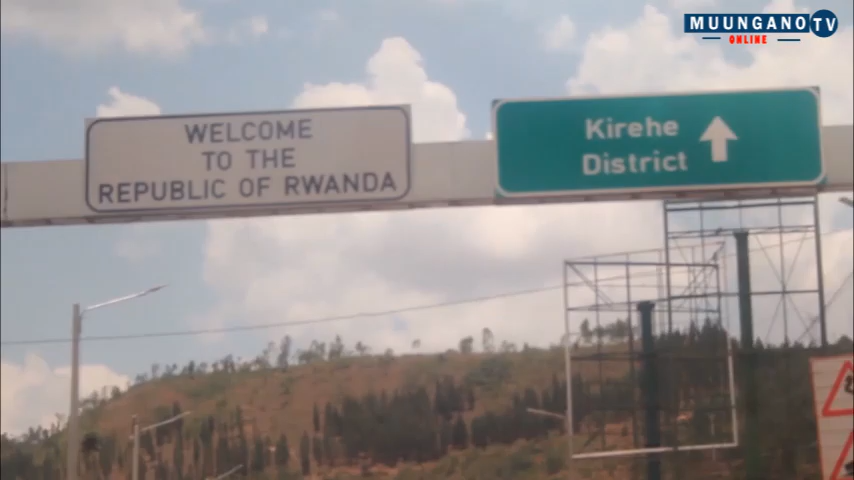 MUUNGANO TV
ONLINE
WELCOME
TO THE
REPUBLIC OF RWANDA
Kirehe
District